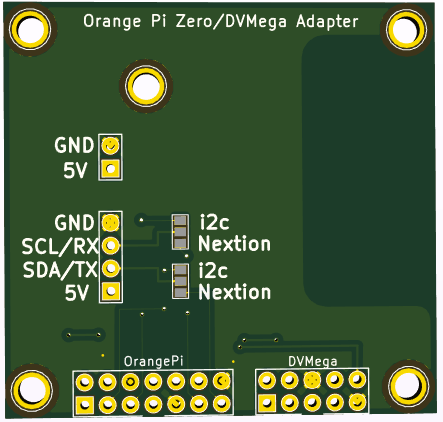 Orange Pi Zero/DVMega Adapter
GND
5V
GND
i2c
SCL/RX
Nextion
SDA/TX
i2c
5V
Nextion
OrangePi
DVMega